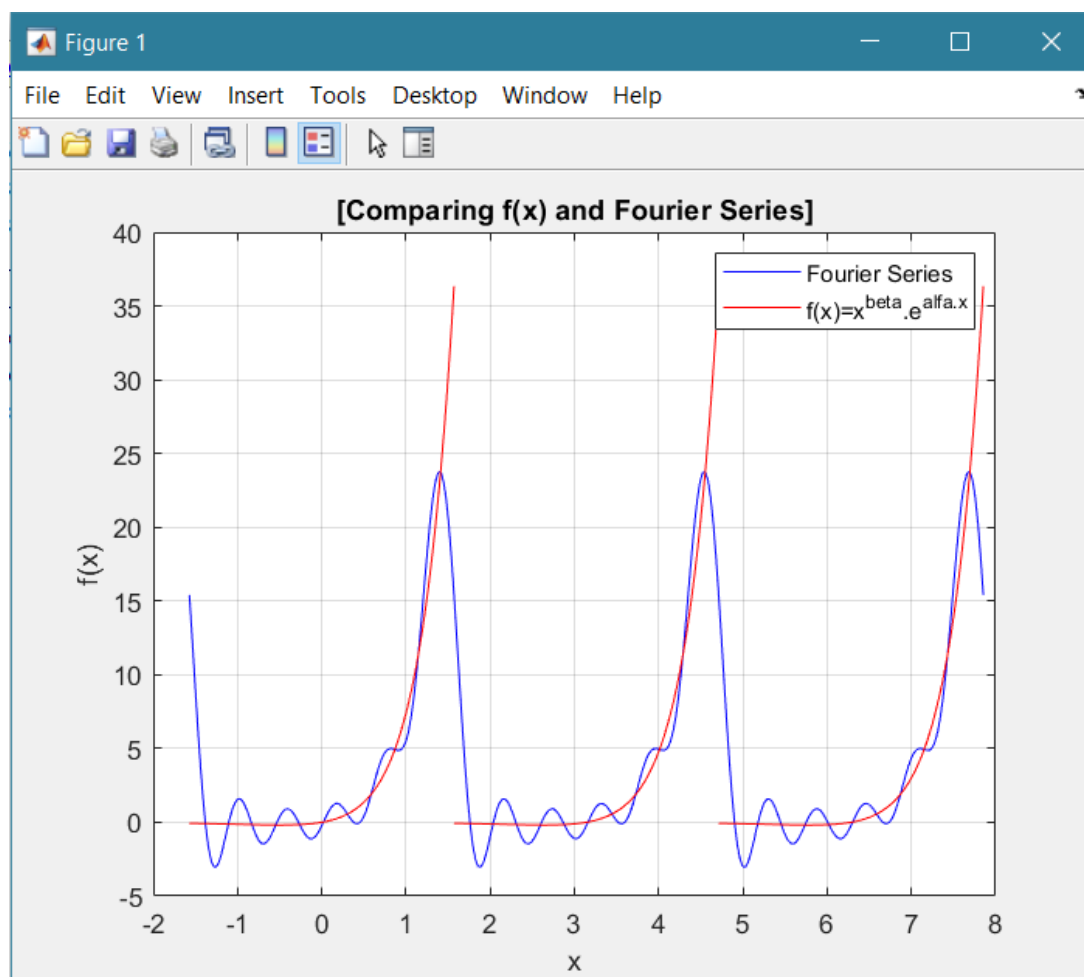 Figure 1
File Edit View Insert Tools Desktop Window Help
[Comparing f(x) and Fourier Series]
Fourier Series
f(x)=x^beta.e^alfa.x
40
35
30
25
20
15
10
5
0
-5
f(x)
-2 -1 0 1 2 3 4 5 6 7 8
x